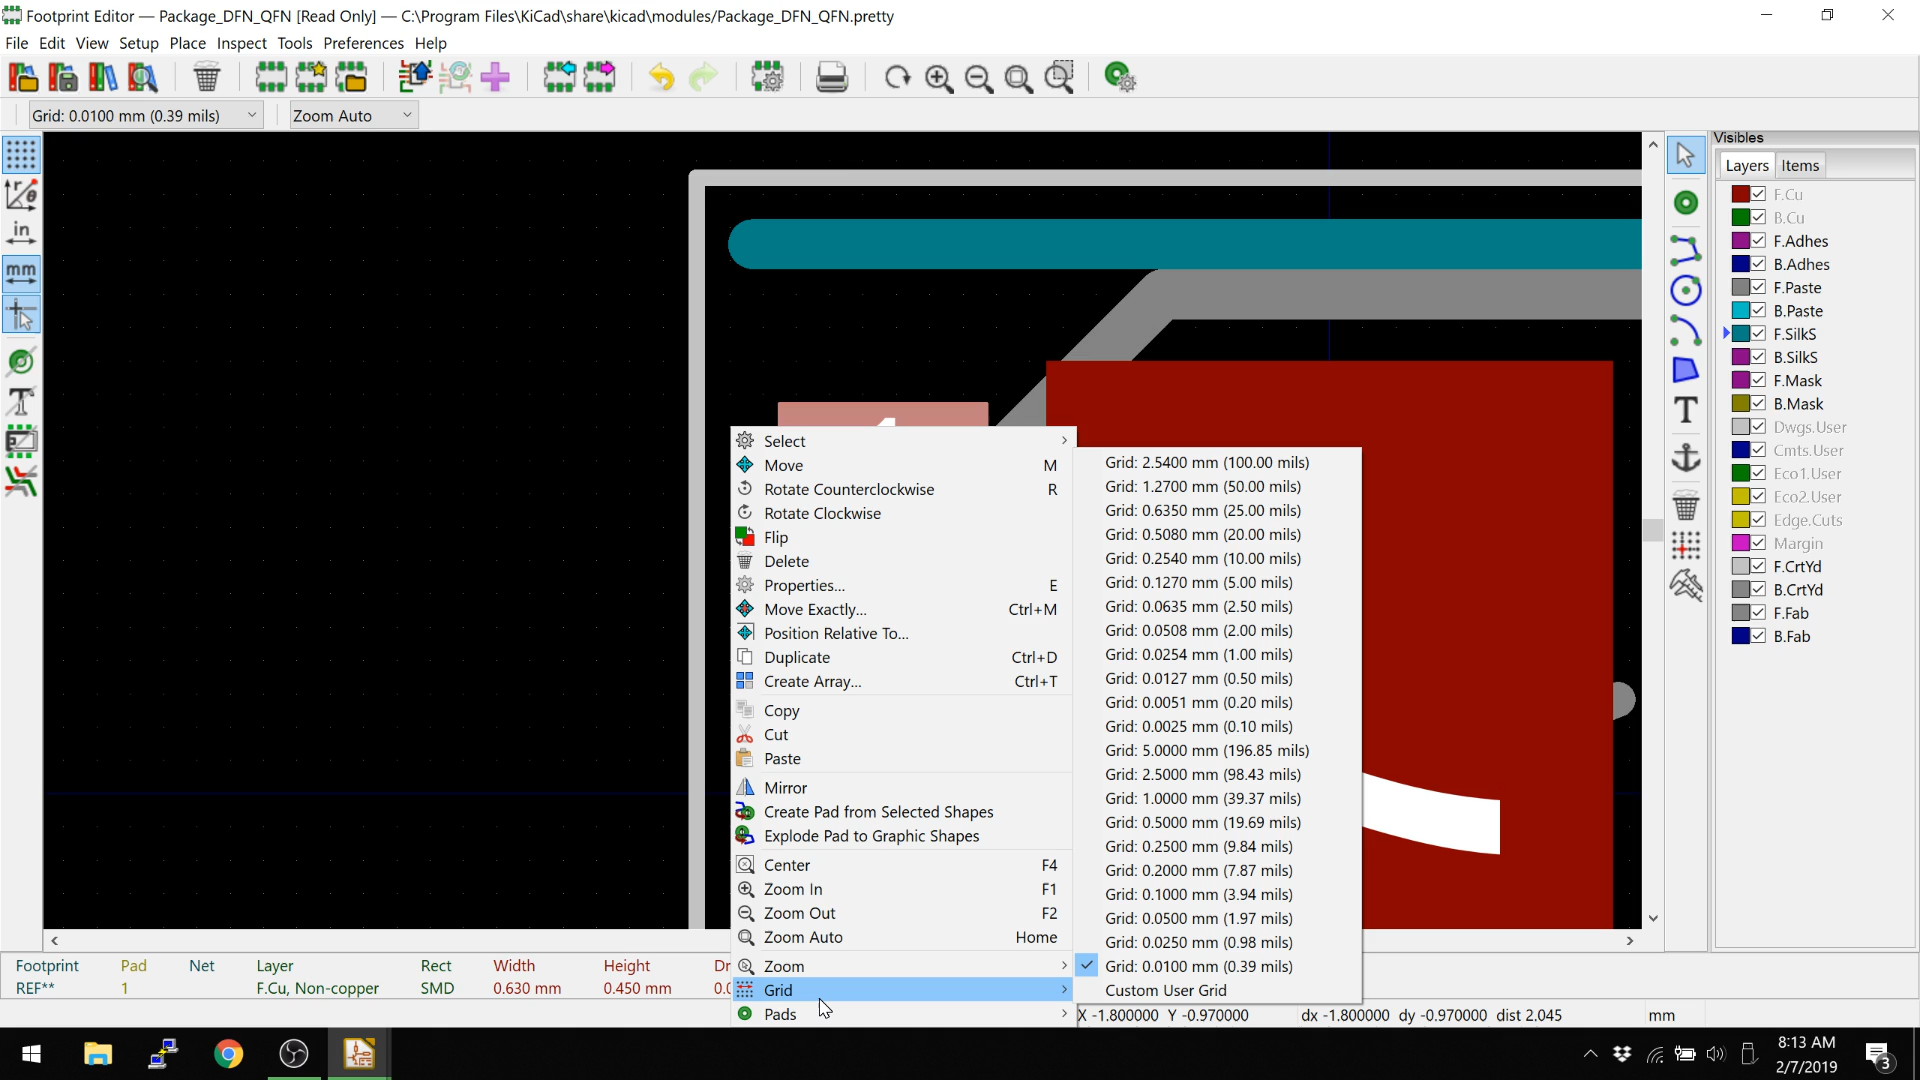 Footprint Editor — Package_DFN_QFN [Read Only] — C:\Program Files\KiCad\share\kicad\modules/Package_DFN_QFN.pretty
File Edit View Setup Place Inspect Tools Preferences Help
Grid: 0.0100 mm (0.39 mils) Zoom Auto
Visibles
Layers Items
in
mm
F.Cu
B.Cu
F.Adhes
B.Adhes
F.Paste
B.Paste
F.SilkS
B.SilkS
F.Mask
B.Mask
Dwgs.User
Cmts.User
Eco1.User
Eco2.User
Edge.Cuts
Margin
F.CrtYd
B.CrtYd
F.Fab
B.Fab
Select
Move M
Rotate Counterclockwise R
Rotate Clockwise
Flip
Delete
Properties... E
Move Exactly... Ctrl+M
Position Relative To...
Duplicate Ctrl+D
Create Array... Ctrl+T
Copy
Cut
Paste
Mirror
Create Pad from Selected Shapes
Explode Pad to Graphic Shapes
Center F4
Zoom In F1
Zoom Out F2
Zoom Auto Home
Zoom
Grid
Pads
Grid: 2.5400 mm (100.00 mils)
Grid: 1.2700 mm (50.00 mils)
Grid: 0.6350 mm (25.00 mils)
Grid: 0.5080 mm (20.00 mils)
Grid: 0.2540 mm (10.00 mils)
Grid: 0.1270 mm (5.00 mils)
Grid: 0.0635 mm (2.50 mils)
Grid: 0.0508 mm (2.00 mils)
Grid: 0.0254 mm (1.00 mils)
Grid: 0.0127 mm (0.50 mils)
Grid: 0.0051 mm (0.20 mils)
Grid: 0.0025 mm (0.10 mils)
Grid: 5.0000 mm (196.85 mils)
Grid: 2.5000 mm (98.43 mils)
Grid: 1.0000 mm (39.37 mils)
Grid: 0.5000 mm (19.69 mils)
Grid: 0.2500 mm (9.84 mils)
Grid: 0.2000 mm (7.87 mils)
Grid: 0.1000 mm (3.94 mils)
Grid: 0.0500 mm (1.97 mils)
Grid: 0.0250 mm (0.98 mils)
Grid: 0.0100 mm (0.39 mils)
Custom User Grid
Footprint Pad Net Layer Rect Width Height
REF** 1 F.Cu, Non-copper SMD 0.630 mm 0.450 mm
X -1.800000 Y -0.970000 dx -1.800000 dy -0.970000 dist 2.045 mm
8:13 AM
2/7/2019
3